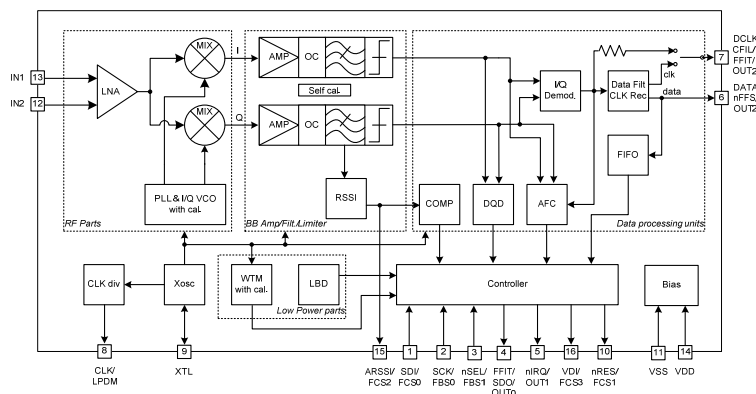 DCLK/
CFIL/
FFIT/
OUT2
7
DATA/
nFFS/
OUT2
6
IN1
13
IN2
12
LNA
MIX
MIX
I
Q
AMP
OC
Self cal.
AMP
OC
I/Q
Demod.
Data Filt
CLK Rec
clk
data
PLL & I/Q VCO
with cal.
RF Parts
BB Amp/Filt./Limiter
RSSI
COMP
DQD
AFC
FIFO
Data processing units
CLK div
Xosc
WTM
with cal.
LBD
Low Power parts
Controller
Bias
8
9
15
1
2
3
4
5
16
10
11
14
CLK/
LPDM
XTL
ARSSI/
FCS2
SDI/
FCS0
SCK/
FBS0
nSEL/
FBS1
FFIT/
SDO/
OUT0
nIRQ/
OUT1
VDI/
FCS3
nRES/
FCS1
VSS
VDD